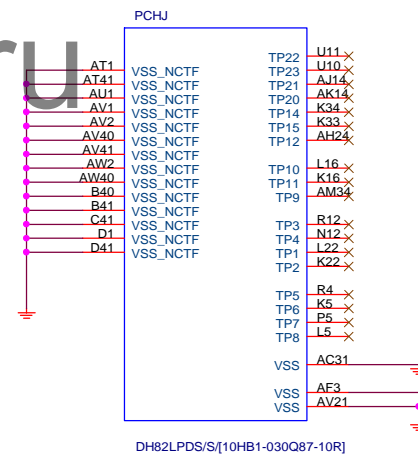 PCHJ
ru
AT1 VSS_NCTF
AT41 VSS_NCTF
AU1 VSS_NCTF
AV1 VSS_NCTF
AV2 VSS_NCTF
AV40 VSS_NCTF
AV41 VSS_NCTF
AW2 VSS_NCTF
AW40 VSS_NCTF
B40 VSS_NCTF
B41 VSS_NCTF
C41 VSS_NCTF
D1 VSS_NCTF
D41 VSS_NCTF
TP22 U11
TP23 U10
TP21 AJ14
TP20 AK14
TP14 K34
TP15 K33
TP12 AH24
TP10 L16
TP11 K16
TP9 AM34
TP3 R12
TP4 N12
TP1 L22
TP2 K22
TP5 R4
TP6 K5
TP7 P5
TP8 L5
VSS AC31
VSS AF3
VSS AV21
DH82LPDS/S/[10HB1-030Q87-10R]